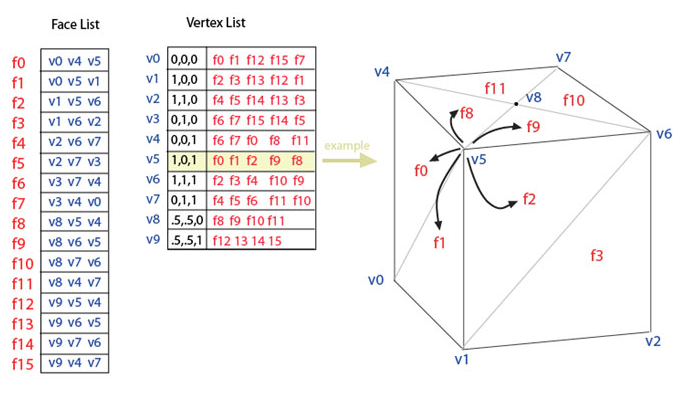 Face List
f0 v0 v4 v5
f1 v0 v5 v1
f2 v1 v5 v6
f3 v1 v6 v2
f4 v2 v6 v7
f5 v2 v7 v3
f6 v3 v7 v4
f7 v3 v4 v0
f8 v8 v5 v4
f9 v8 v6 v5
f10 v8 v7 v6
f11 v8 v4 v7
f12 v9 v5 v4
f13 v9 v6 v5
f14 v9 v7 v6
f15 v9 v4 v7
Vertex List
v0 0,0,0 f0 f1 f12 f15 f7
v1 1,0,0 f2 f3 f13 f12 f1
v2 1,1,0 f4 f5 f14 f13 f3
v3 0,1,0 f6 f7 f15 f14 f5
v4 0,0,1 f6 f7 f0 f8 f11
v5 1,0,1 f0 f1 f2 f9 f8
v6 1,1,1 f2 f3 f4 f10 f9
v7 0,1,1 f4 f5 f6 f11 f10
v8 .5,.5,0 f8 f9 f10 f11
v9 .5,.5,1 f12 13 14 15
example
v7
v4
f11
v8
f10
f8
f9
v6
v5
f0
f2
f1
f3
v0
v2
v1